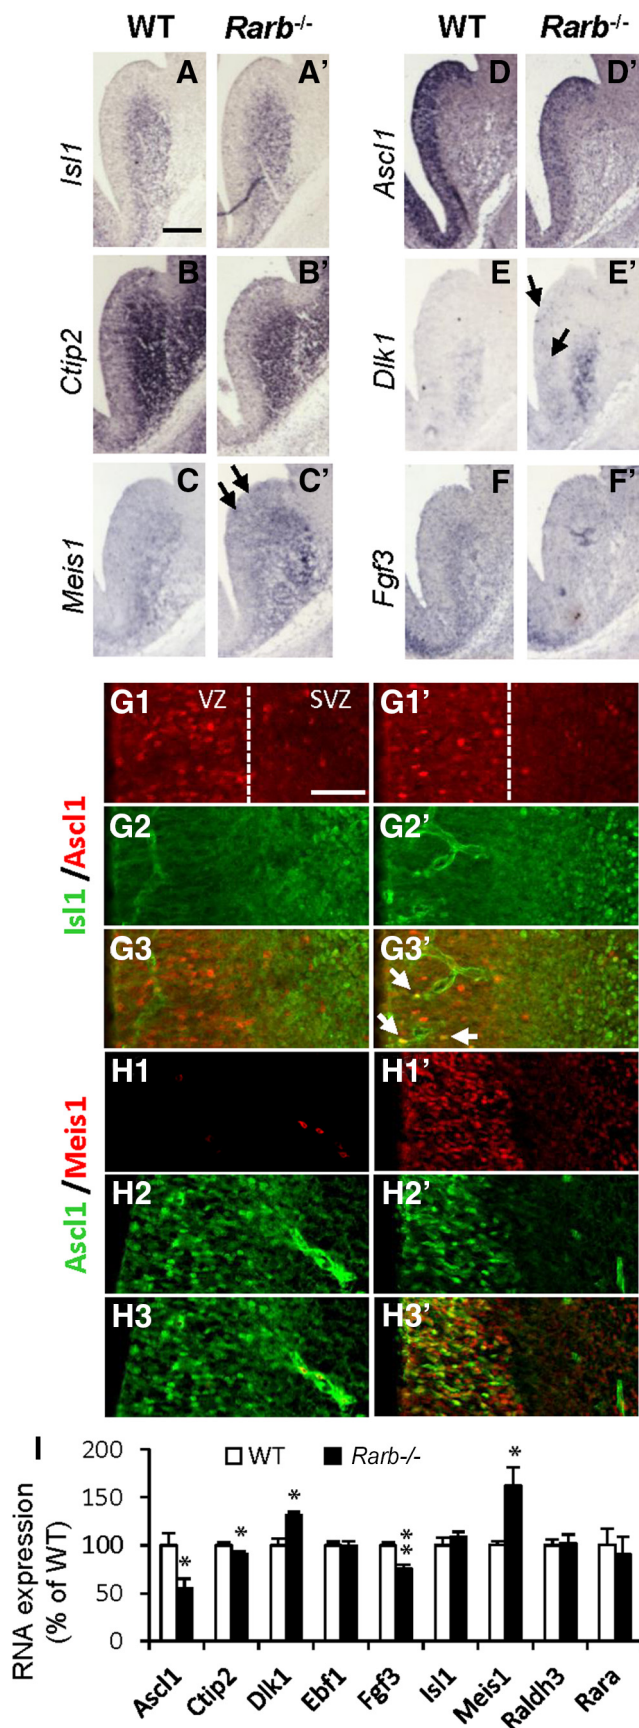 WT Rarb-/- WT Rarb-/-
Isl1 A A' Ascl1 D D'
Ctip2 B B' Dlk1 E E'
Meis1 C C' Fgf3 F F'
Isl1/Ascl1
G1 VZ SVZ G1'
G2 G2'
G3 G3'
Ascl1/Meis1
H1 H1'
H2 H2'
H3 H3'
I
WT Rarb-/-
RNA expression
(% of WT)
200
150
100
50
0
* * * ** *
Ascl1 Ctip2 Dlk1 Ebf1 Fgf3 Isl1 Meis1 Raldh3 Rara